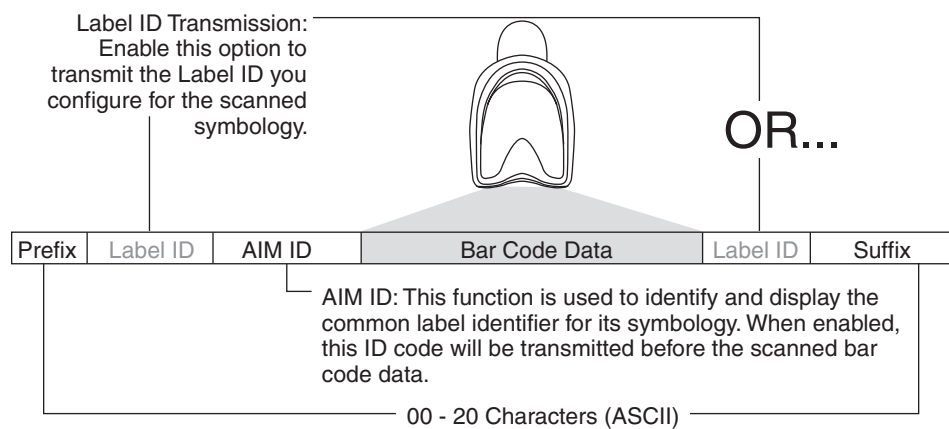 Label ID Transmission:
Enable this option to
transmit the Label ID you
configure for the scanned
symbology.
OR...
Prefix Label ID AIM ID Bar Code Data Label ID Suffix
AIM ID: This function is used to identify and display the
common label identifier for its symbology. When enabled,
this ID code will be transmitted before the scanned bar
code data.
00 - 20 Characters (ASCII)